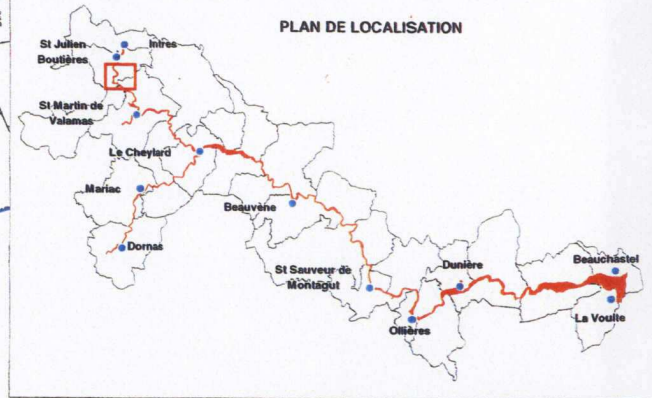 PLAN DE LOCALISATION
St Julien
Boutières
Intres
St Martin de
Valamas
Le Cheylard
Mariac
Beauvène
Dornas
St Sauveur de
Montagut
Dunière
Beauchastel
La Voulte
Ollières